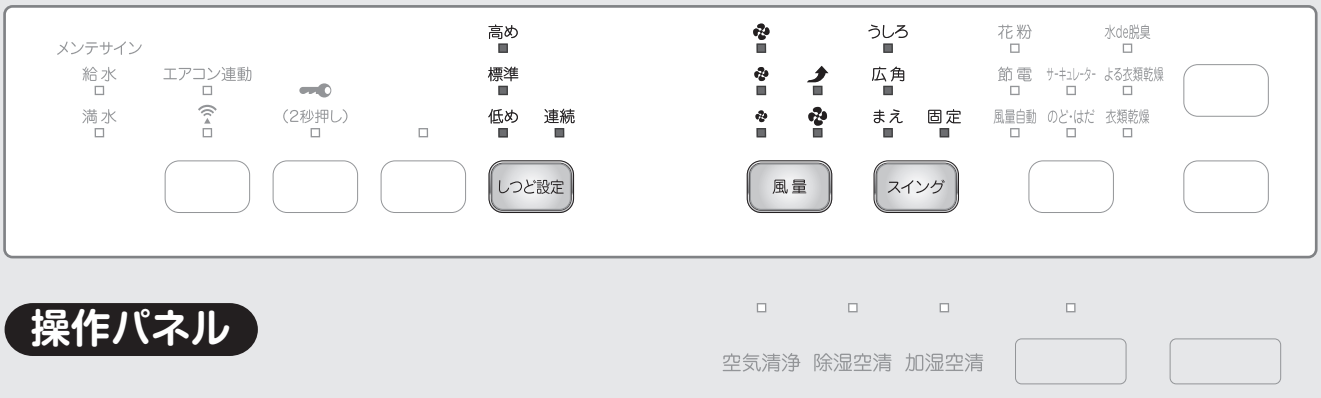 メンテサイン
給水
満水
エアコン連動
(2秒押し)
高め
標準
低め 連続
しつど設定
風量
うしろ
広角
まえ 固定
スイング
花粉 水de脱臭
節電 サーキュレーター よる衣類乾燥
風量自動 のど・はだ 衣類乾燥
操作パネル
空気清浄 除湿空清 加湿空清